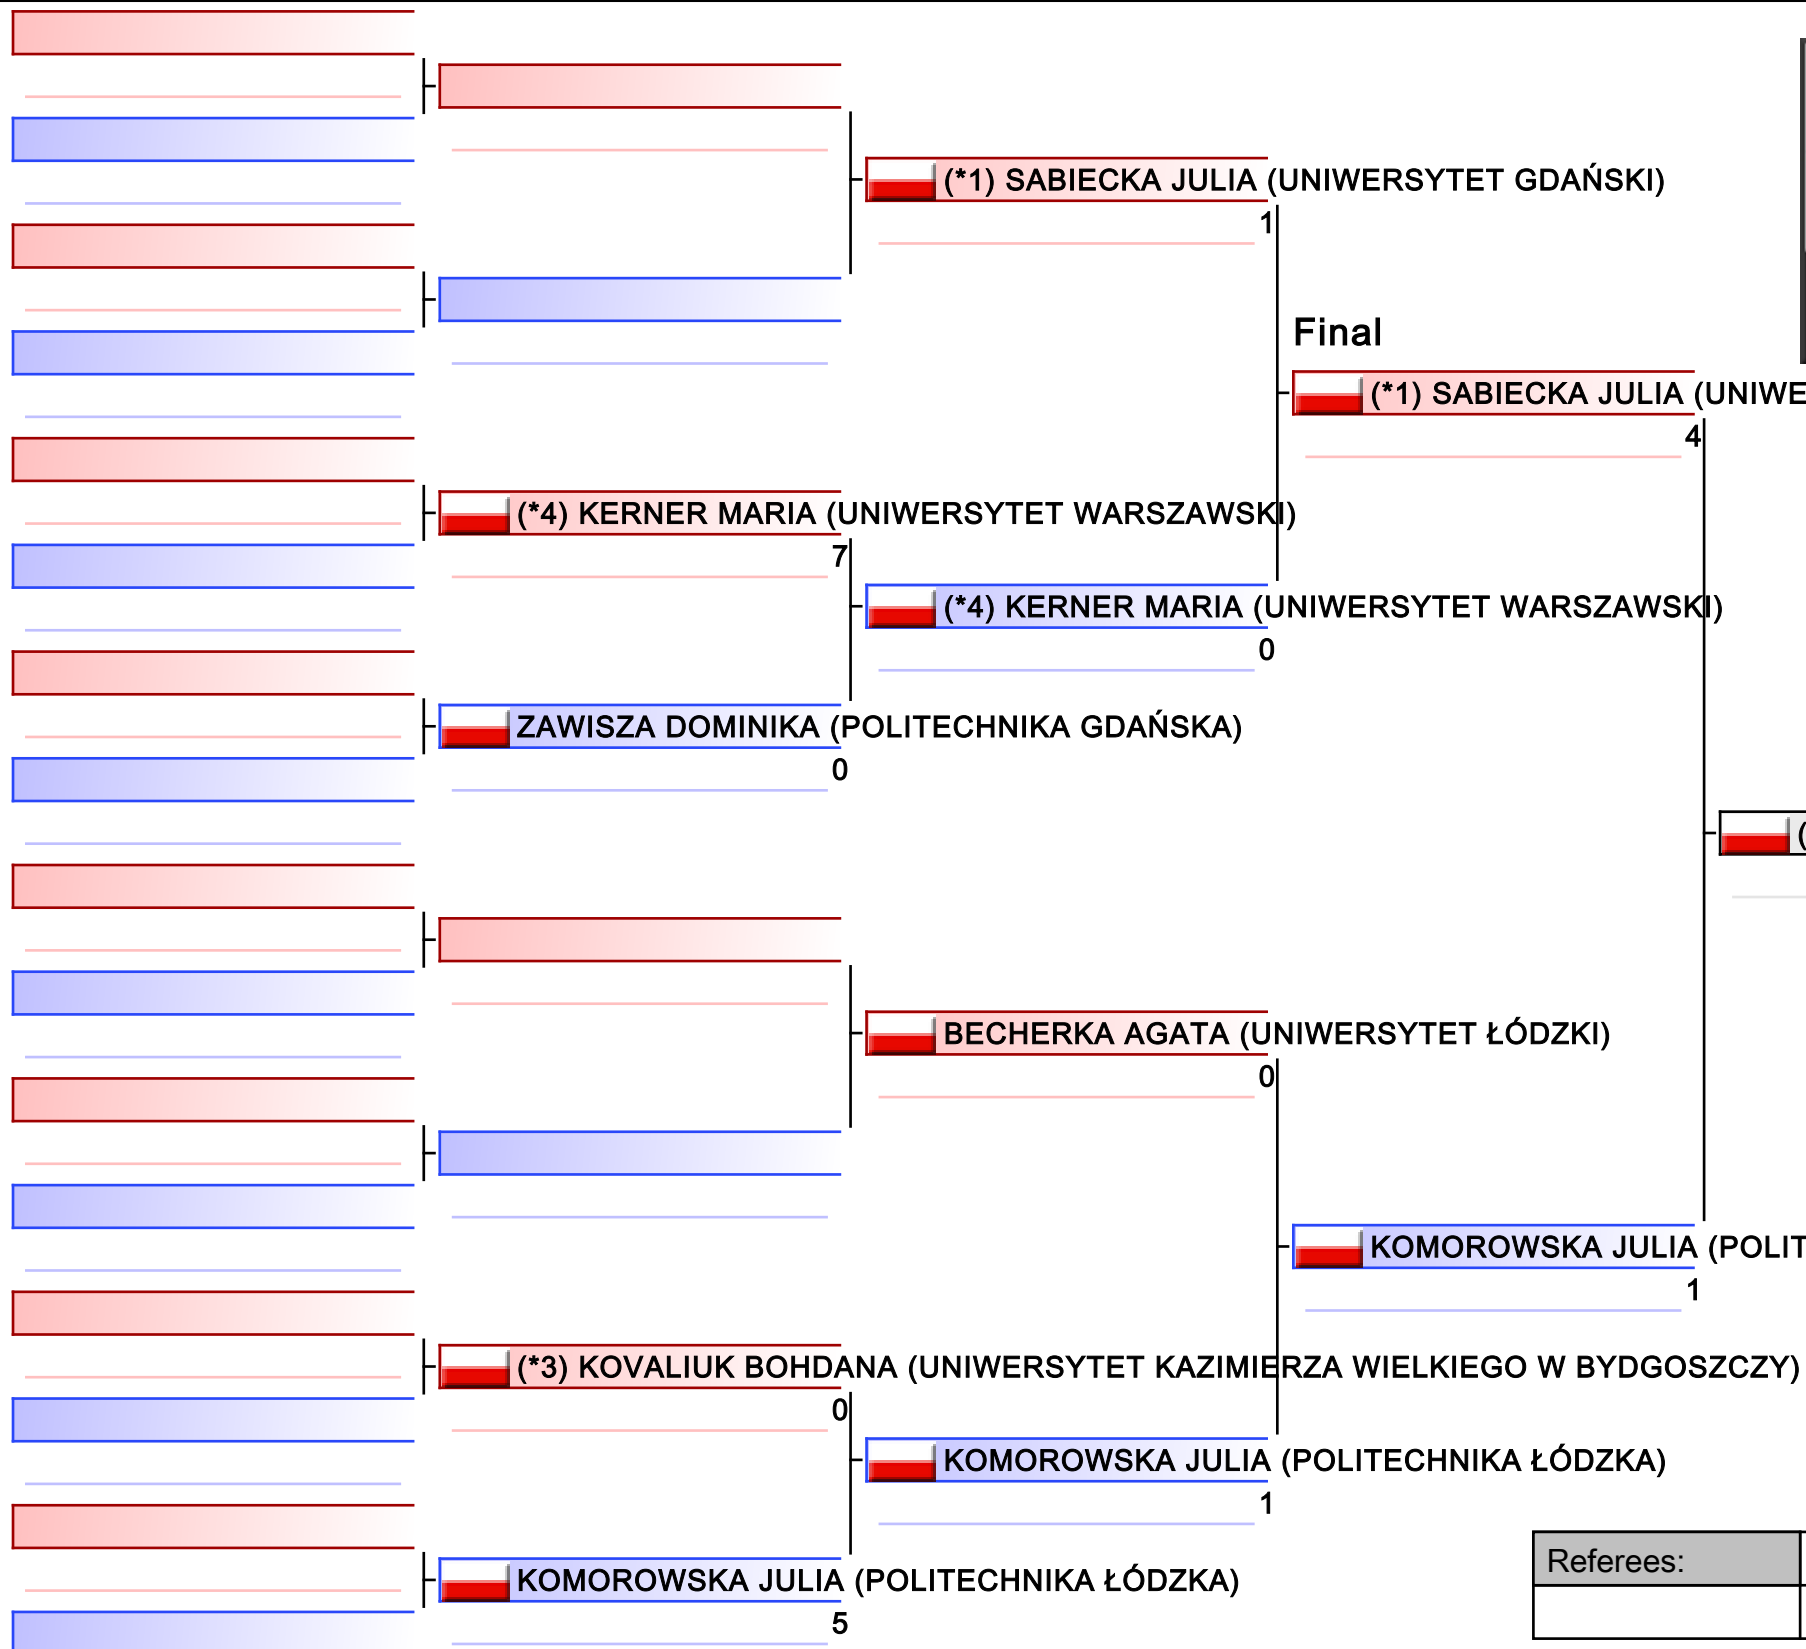 (*1) SABIECKA JULIA (UNIWERSYTET GDAŃSKI)
1
Final
(*1) SABIECKA JULIA (UNIWE
4
(*4) KERNER MARIA (UNIWERSYTET WARSZAWSKI)
7
(*4) KERNER MARIA (UNIWERSYTET WARSZAWSKI)
0
ZAWISZA DOMINIKA (POLITECHNIKA GDAŃSKA)
0
(
BECHERKA AGATA (UNIWERSYTET ŁÓDZKI)
0
KOMOROWSKA JULIA (POLIT
1
(*3) KOVALIUK BOHDANA (UNIWERSYTET KAZIMIERZA WIELKIEGO W BYDGOSZCZY)
0
KOMOROWSKA JULIA (POLITECHNIKA ŁÓDZKA)
1
Referees:
KOMOROWSKA JULIA (POLITECHNIKA ŁÓDZKA)
5